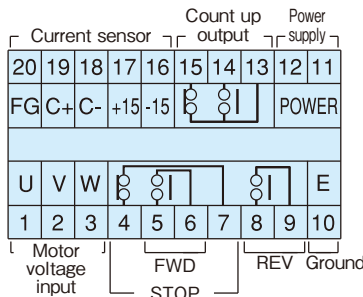 Count up
output
Power
supply
Current sensor
20 19 18 17 16 15 14 13 12 11
FG C+ C- +15 -15 POWER
U V W E
1 2 3 4 5 6 7 8 9 10
Motor
voltage
input
FWD
REV
Ground
STOP